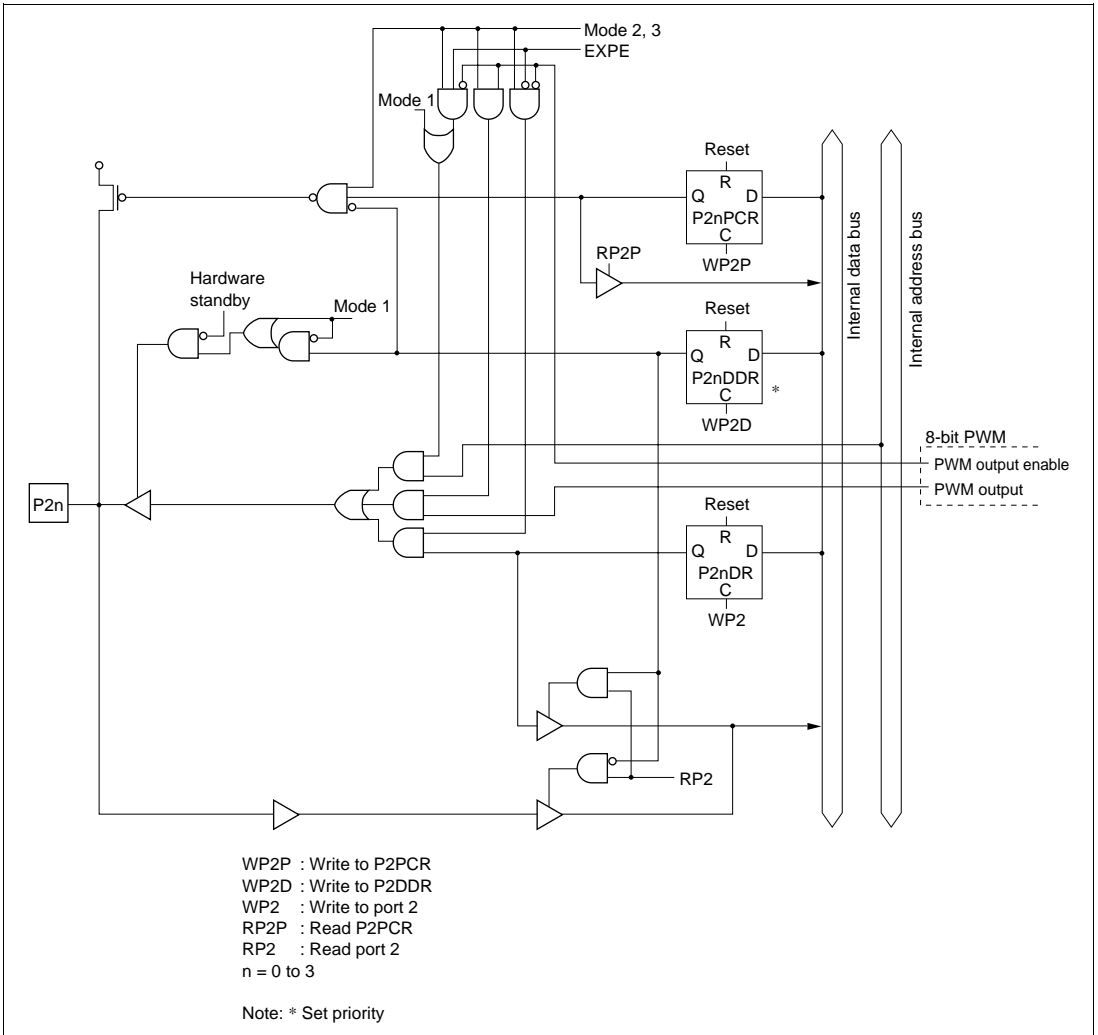 Mode 2, 3
EXPE
Mode 1
Reset
R
Q D
P2nPCR
C
WP2P
RP2P
Hardware
standby
Mode 1
Reset
R
Q D
P2nDDR
C
*
WP2D
Internal data bus
Internal address bus
8-bit PWM
PWM output enable
PWM output
P2n
Reset
R
Q D
P2nDR
C
WP2
RP2
WP2P : Write to P2PCR
WP2D : Write to P2DDR
WP2 : Write to port 2
RP2P : Read P2PCR
RP2 : Read port 2
n = 0 to 3
Note: * Set priority